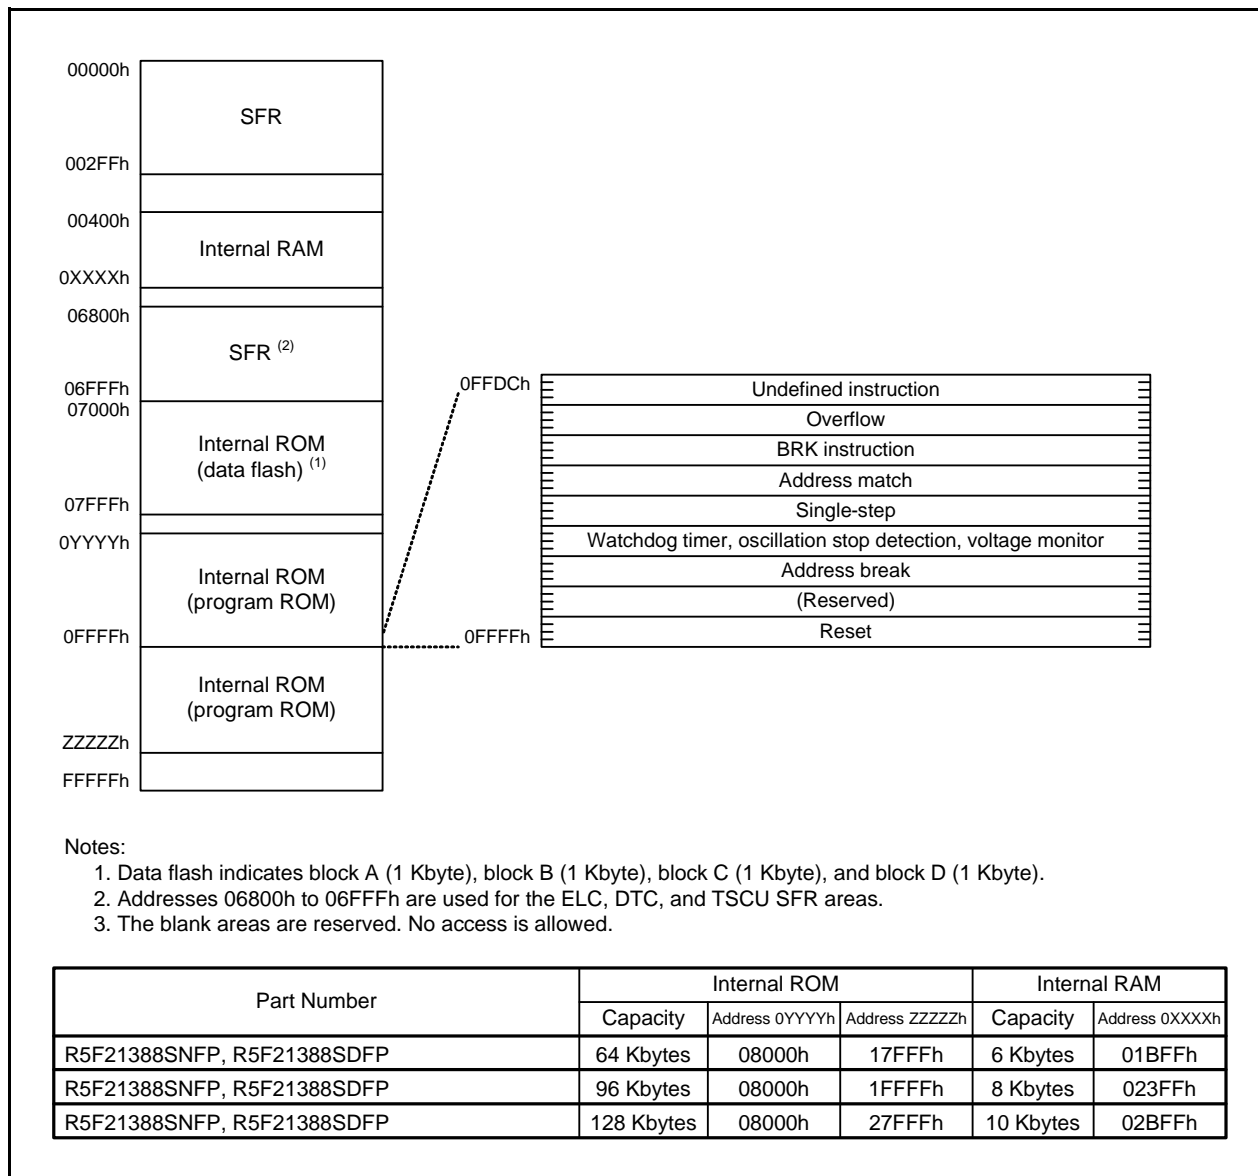 00000h
SFR
002FFh
00400h
Internal RAM
0XXXXh
06800h
SFR (2)
06FFFh
07000h
Internal ROM
(data flash) (1)
07FFFh
0YYYYh
Internal ROM
(program ROM)
0FFFFh
Internal ROM
(program ROM)
ZZZZZh
FFFFFh
0FFDCh
Undefined instruction
Overflow
BRK instruction
Address match
Single-step
Watchdog timer, oscillation stop detection, voltage monitor
Address break
(Reserved)
0FFFFh
Reset
Notes:
1. Data flash indicates block A (1 Kbyte), block B (1 Kbyte), block C (1 Kbyte), and block D (1 Kbyte).
2. Addresses 06800h to 06FFFh are used for the ELC, DTC, and TSCU SFR areas.
3. The blank areas are reserved. No access is allowed.
Part Number Internal ROM Internal RAM
Capacity Address 0YYYYh Address ZZZZZh Capacity Address 0XXXXh
R5F21388SNFP, R5F21388SDFP 64 Kbytes 08000h 17FFFh 6 Kbytes 01BFFh
R5F21388SNFP, R5F21388SDFP 96 Kbytes 08000h 1FFFFh 8 Kbytes 023FFh
R5F21388SNFP, R5F21388SDFP 128 Kbytes 08000h 27FFFh 10 Kbytes 02BFFh